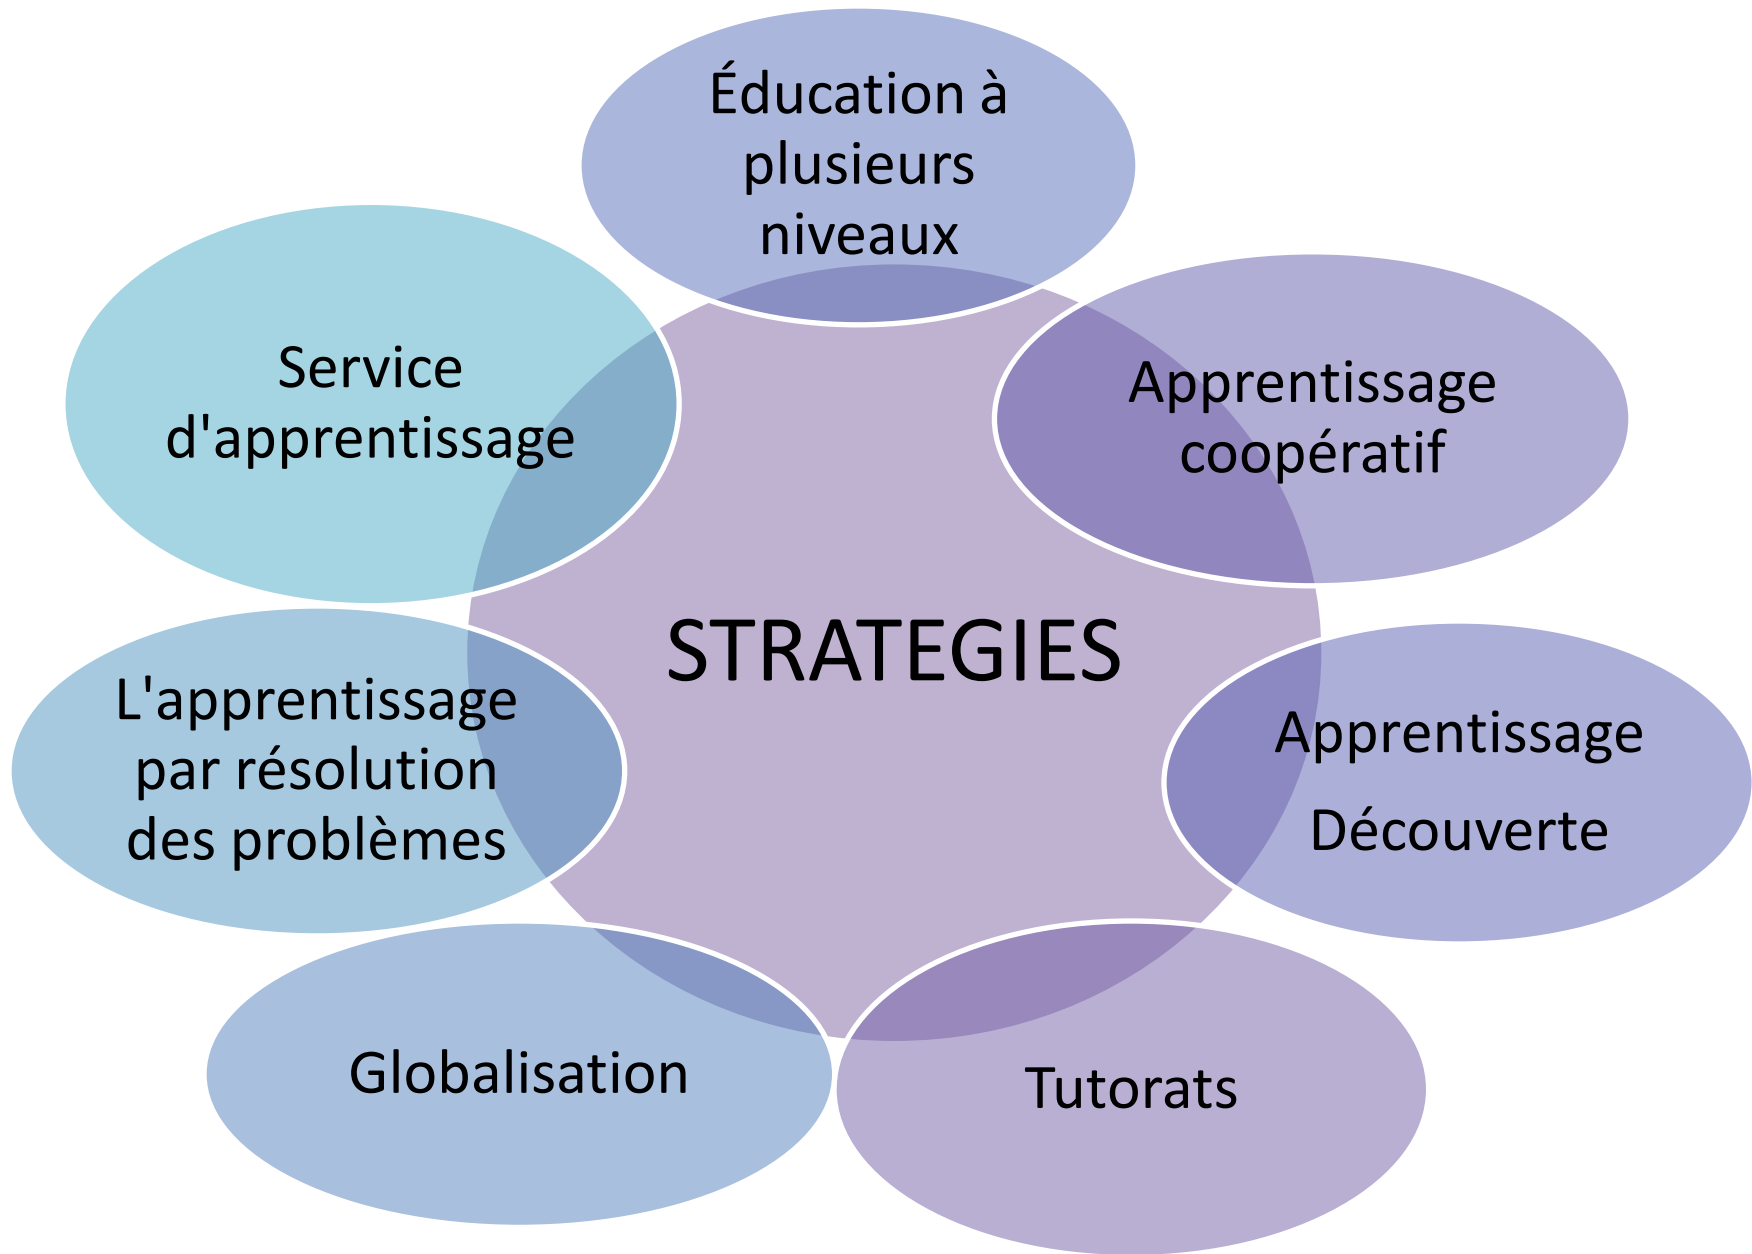 Éducation à
plusieurs
niveaux
Service
d'apprentissage
Apprentissage
coopératif
STRATEGIES
L'apprentissage
par résolution
des problèmes
Apprentissage
Découverte
Globalisation
Tutorats